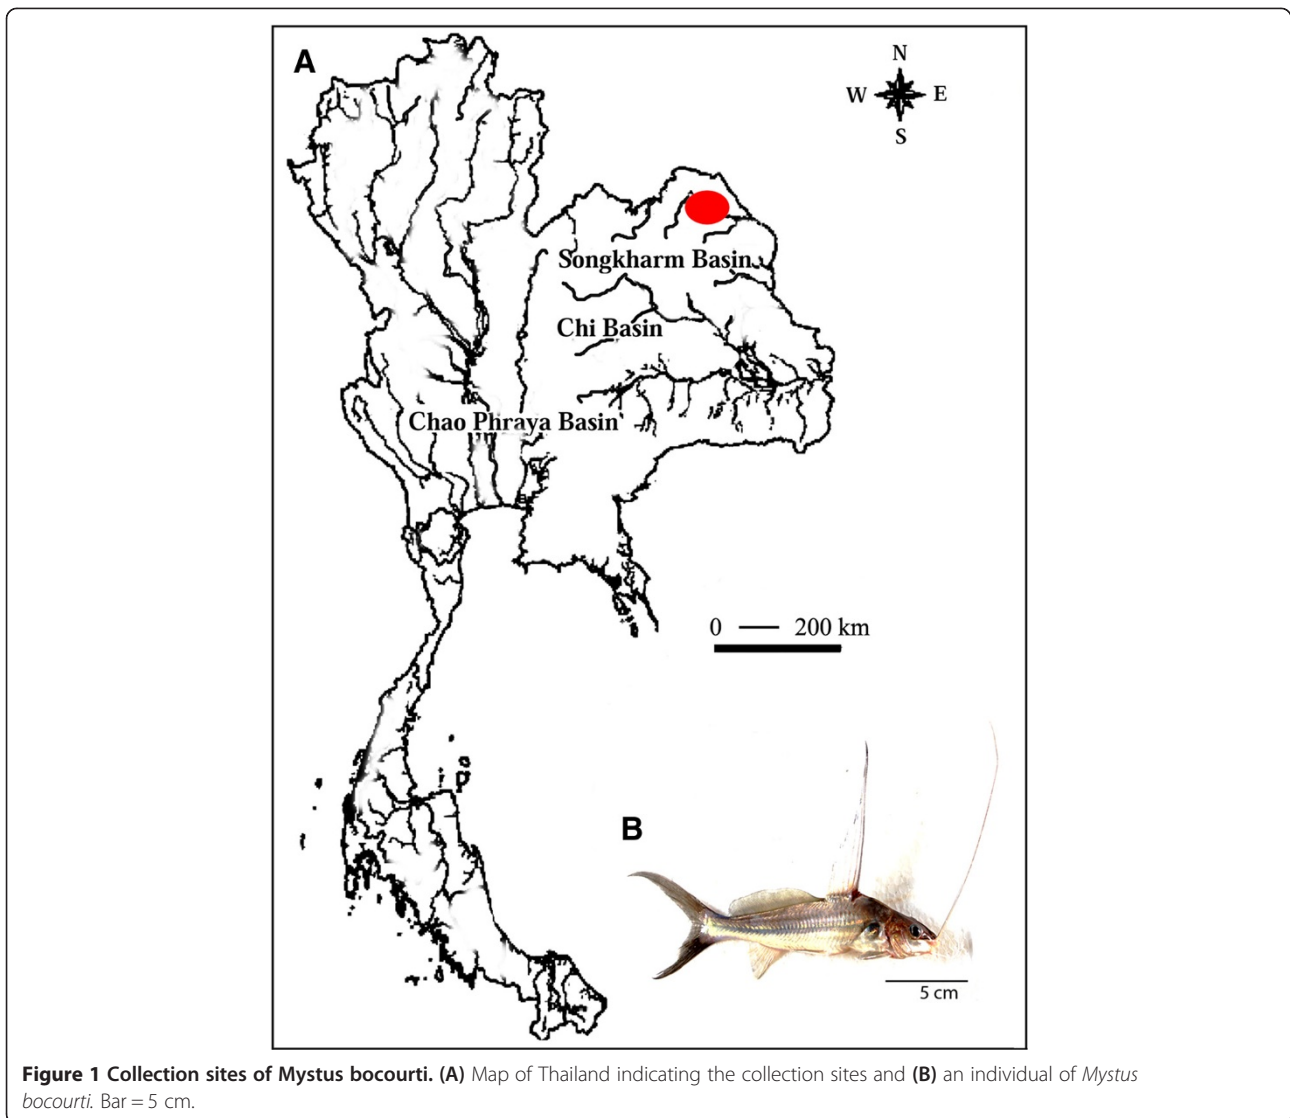 A
N
W E
S
Songkharm Basin
Chi Basin
Chao Phraya Basin
0 — 200 km
B
5 cm
Figure 1 Collection sites of Mystus bocourti. (A) Map of Thailand indicating the collection sites and (B) an individual of Mystus
bocourti. Bar = 5 cm.